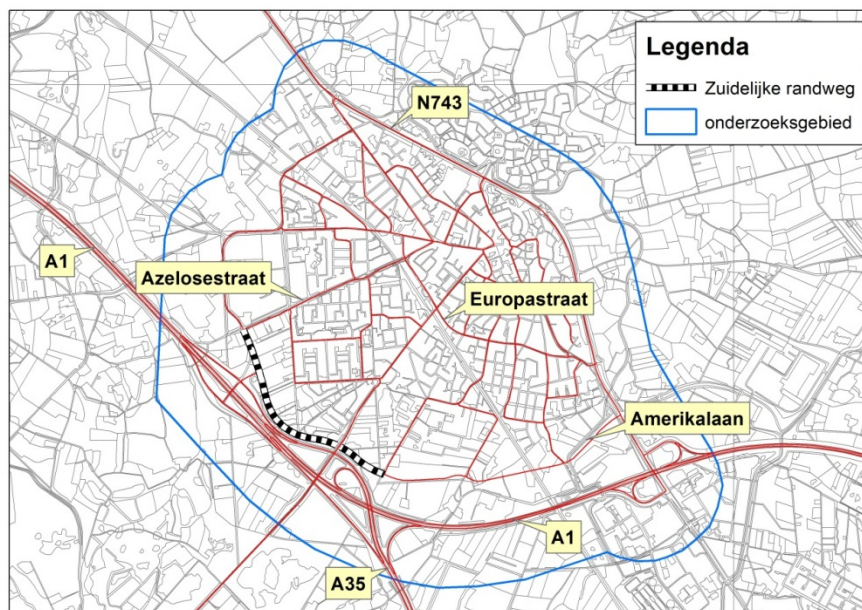 Legenda
Zuidelijke randweg
onderzoeksgebied
N743
A1
Azelosestraat
Europastraat
Amerikalaan
A1
A35